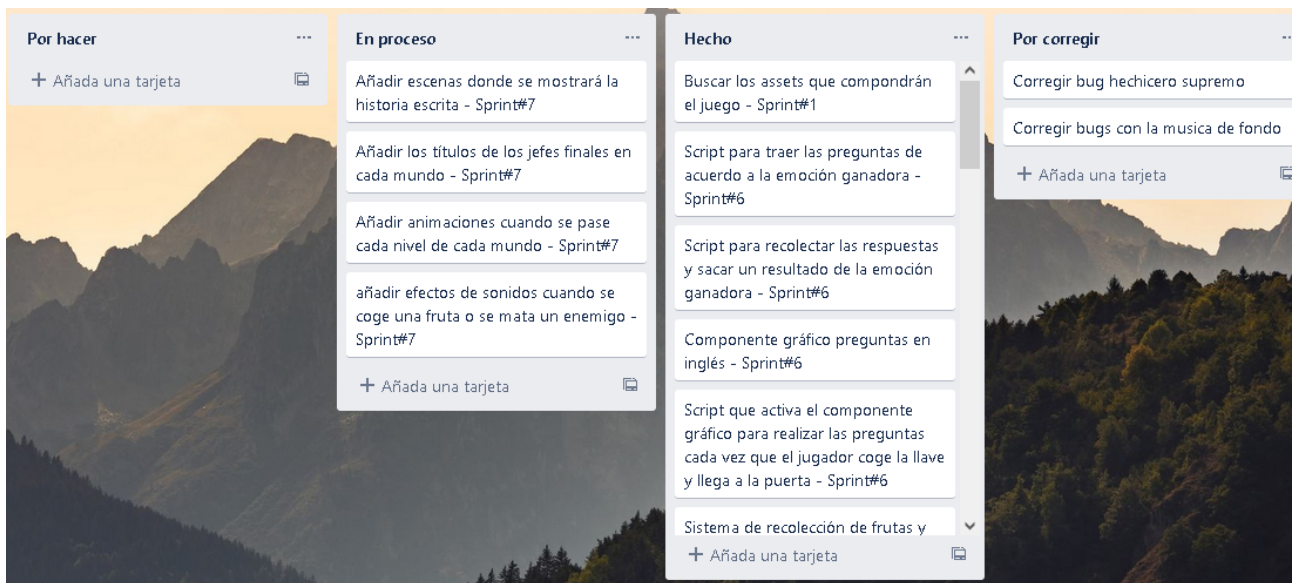 Por hacer
Añada una tarjeta
En proceso
Añadir escenas donde se mostrará la
historia escrita - Sprint#7
Añadir los títulos de los jefes finales en
cada mundo - Sprint#7
Añadir animaciones cuando se pase
cada nivel de cada mundo - Sprint#7
añadir efectos de sonidos cuando se
coge una fruta o se mata un enemigo -
Sprint#7
Añada una tarjeta
Hecho
Buscar los assets que compondrán
el juego - Sprint#1
Script para traer las preguntas de
acuerdo a la emoción ganadora -
Sprint#6
Script para recolectar las respuestas
y sacar un resultado de la emoción
ganadora - Sprint#6
Componente gráfico preguntas en
inglés - Sprint#6
Script que activa el componente
gráfico para realizar las preguntas
cada vez que el jugador coge la llave
y llega a la puerta - Sprint#6
Sistema de recolección de frutas y
Añada una tarjeta
Por corregir
Corregir bug hechicero supremo
Corregir bugs con la musica de fondo
Añada una tarjeta